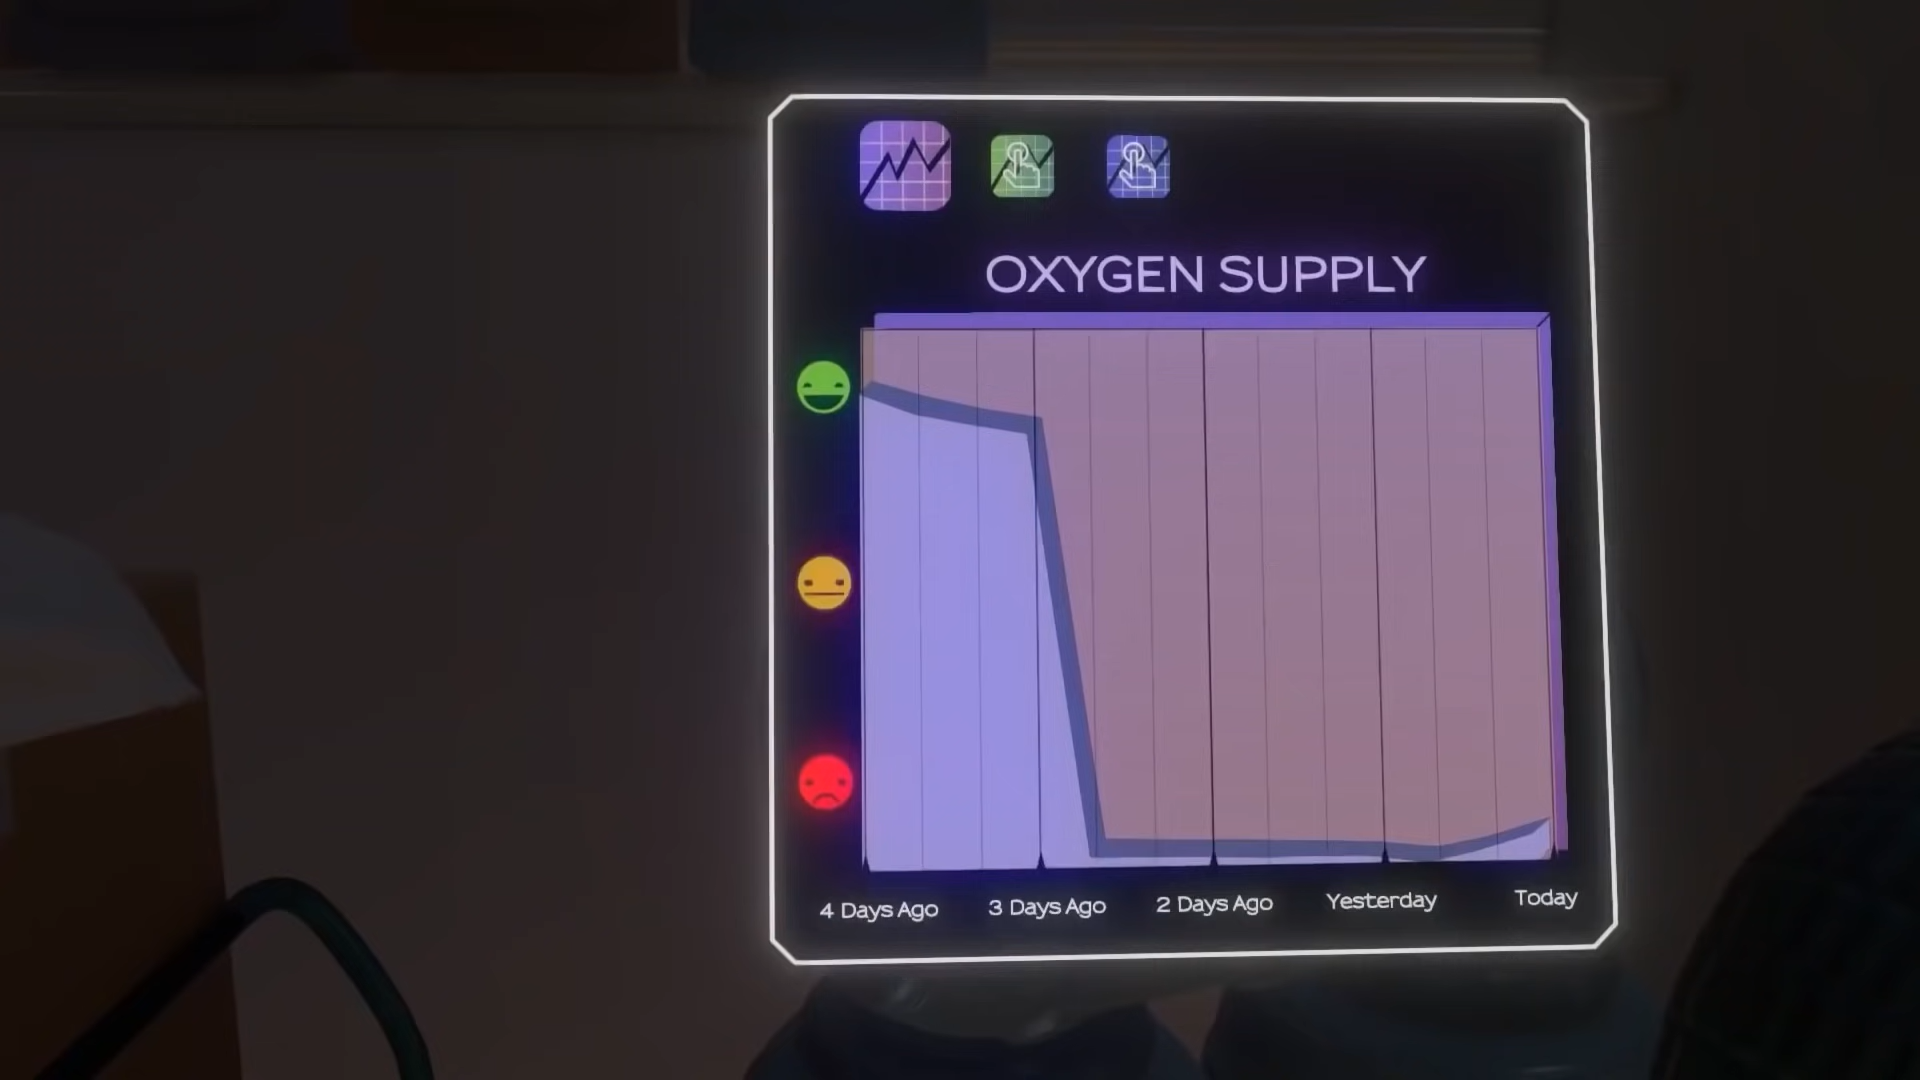 OXYGEN SUPPLY
4 Days Ago
3 Days Ago
2 Days Ago
Yesterday
Today